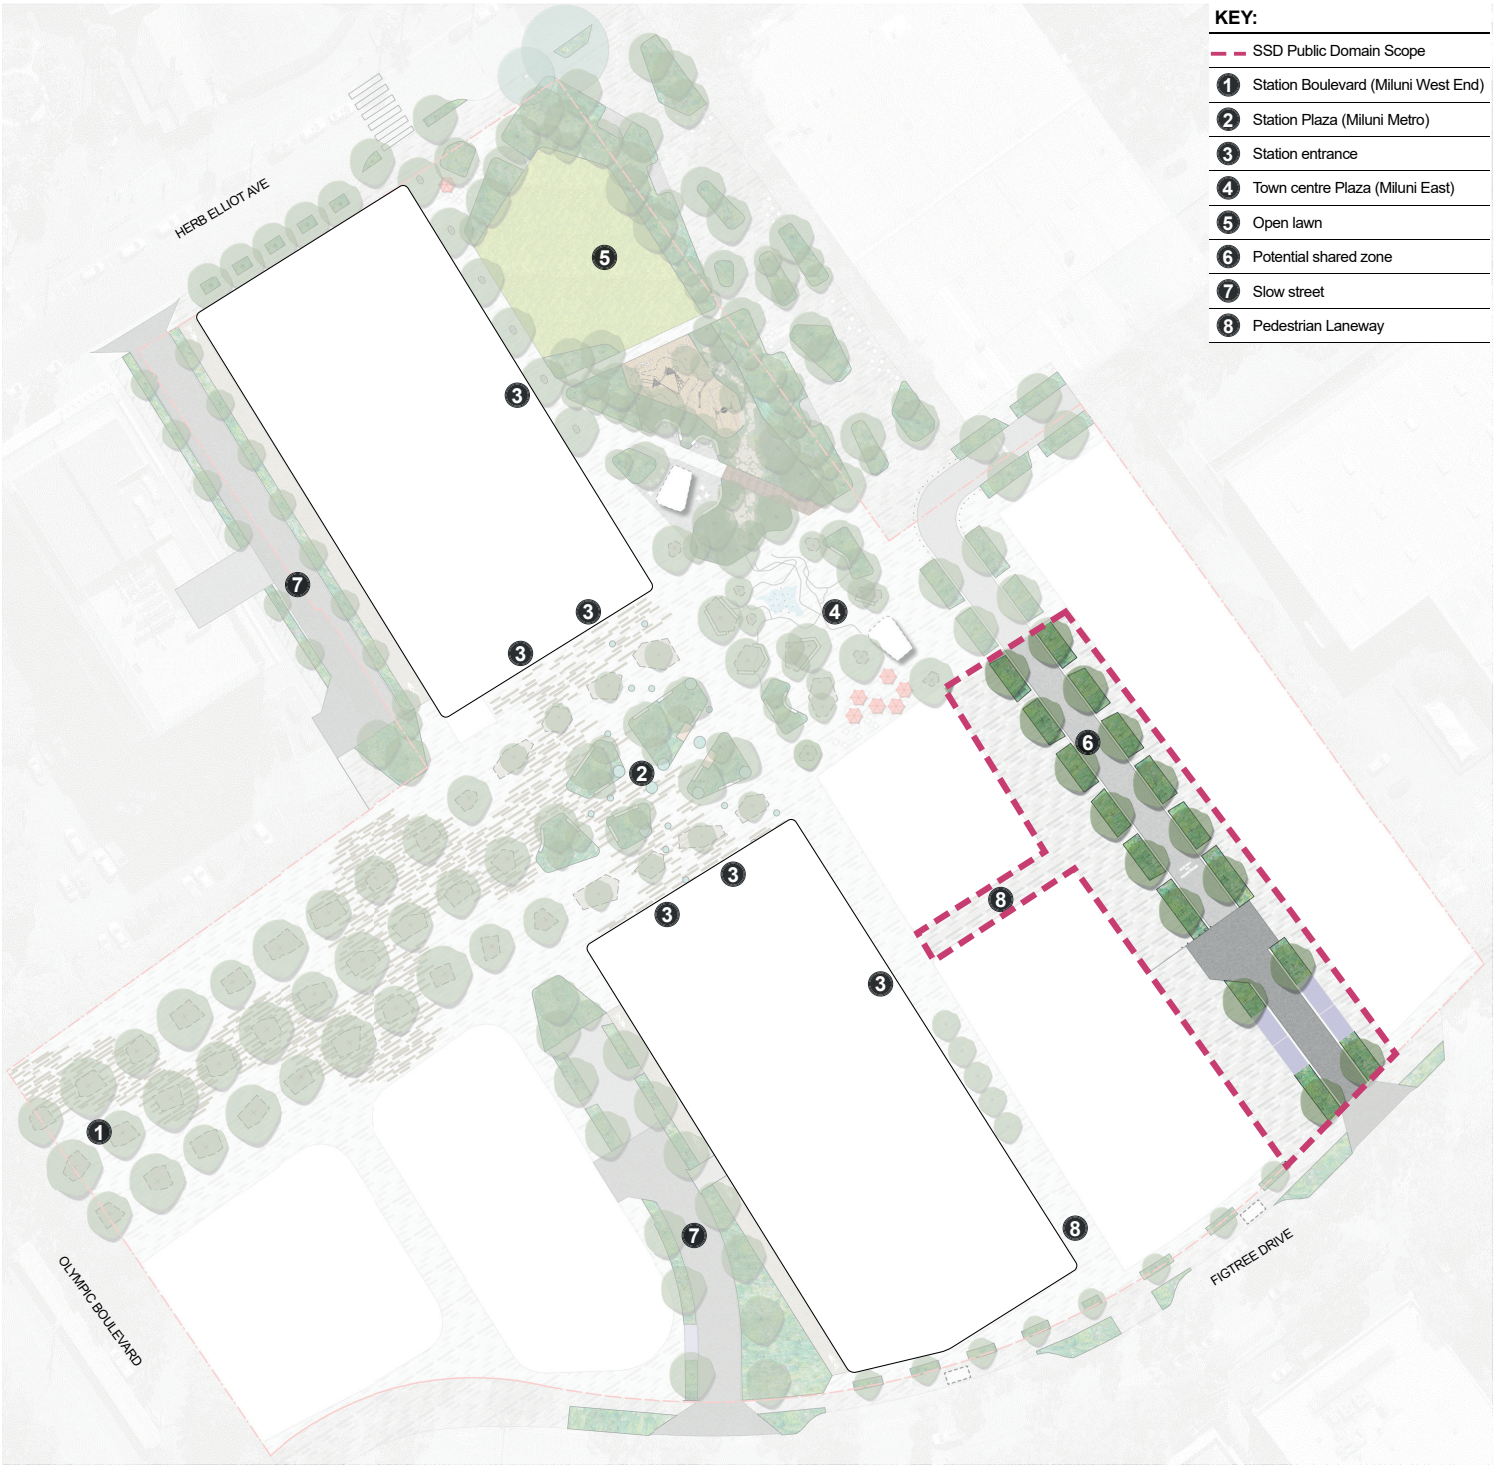 KEY:
SSD Public Domain Scope
1 Station Boulevard (Miluni West End)
2 Station Plaza (Miluni Metro)
3 Station entrance
4 Town centre Plaza (Miluni East)
5 Open lawn
6 Potential shared zone
7 Slow street
8 Pedestrian Laneway
HERB ELLIOT AVE
5
3
7
3
4
3
6
2
3
8
3
3
1
8
7
FIGTREE DRIVE
OLYMPIC BOULEVARD